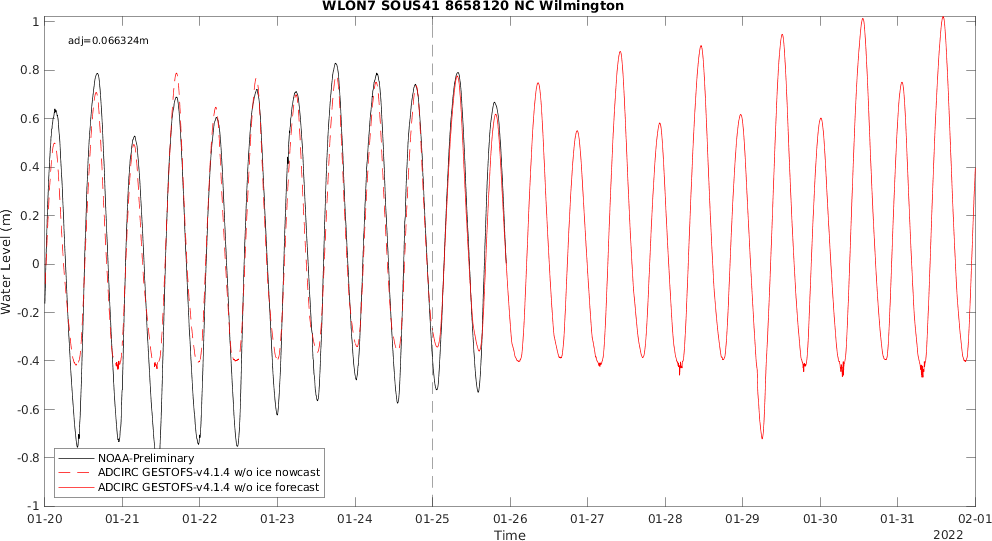 WLON7 SOUS41 8658120 NC Wilmington
adj=0.066324m
1
0.8
0.6
0.4
0.2
0
-0.2
-0.4
-0.6
-0.8
-1
Water Level (m)
NOAA-Preliminary
ADCIRC GESTOFS-v4.1.4 w/o ice nowcast
ADCIRC GESTOFS-v4.1.4 w/o ice forecast
01-20 01-21 01-22 01-23 01-24 01-25 01-26 01-27 01-28 01-29 01-30 01-31 02-01
Time
2022